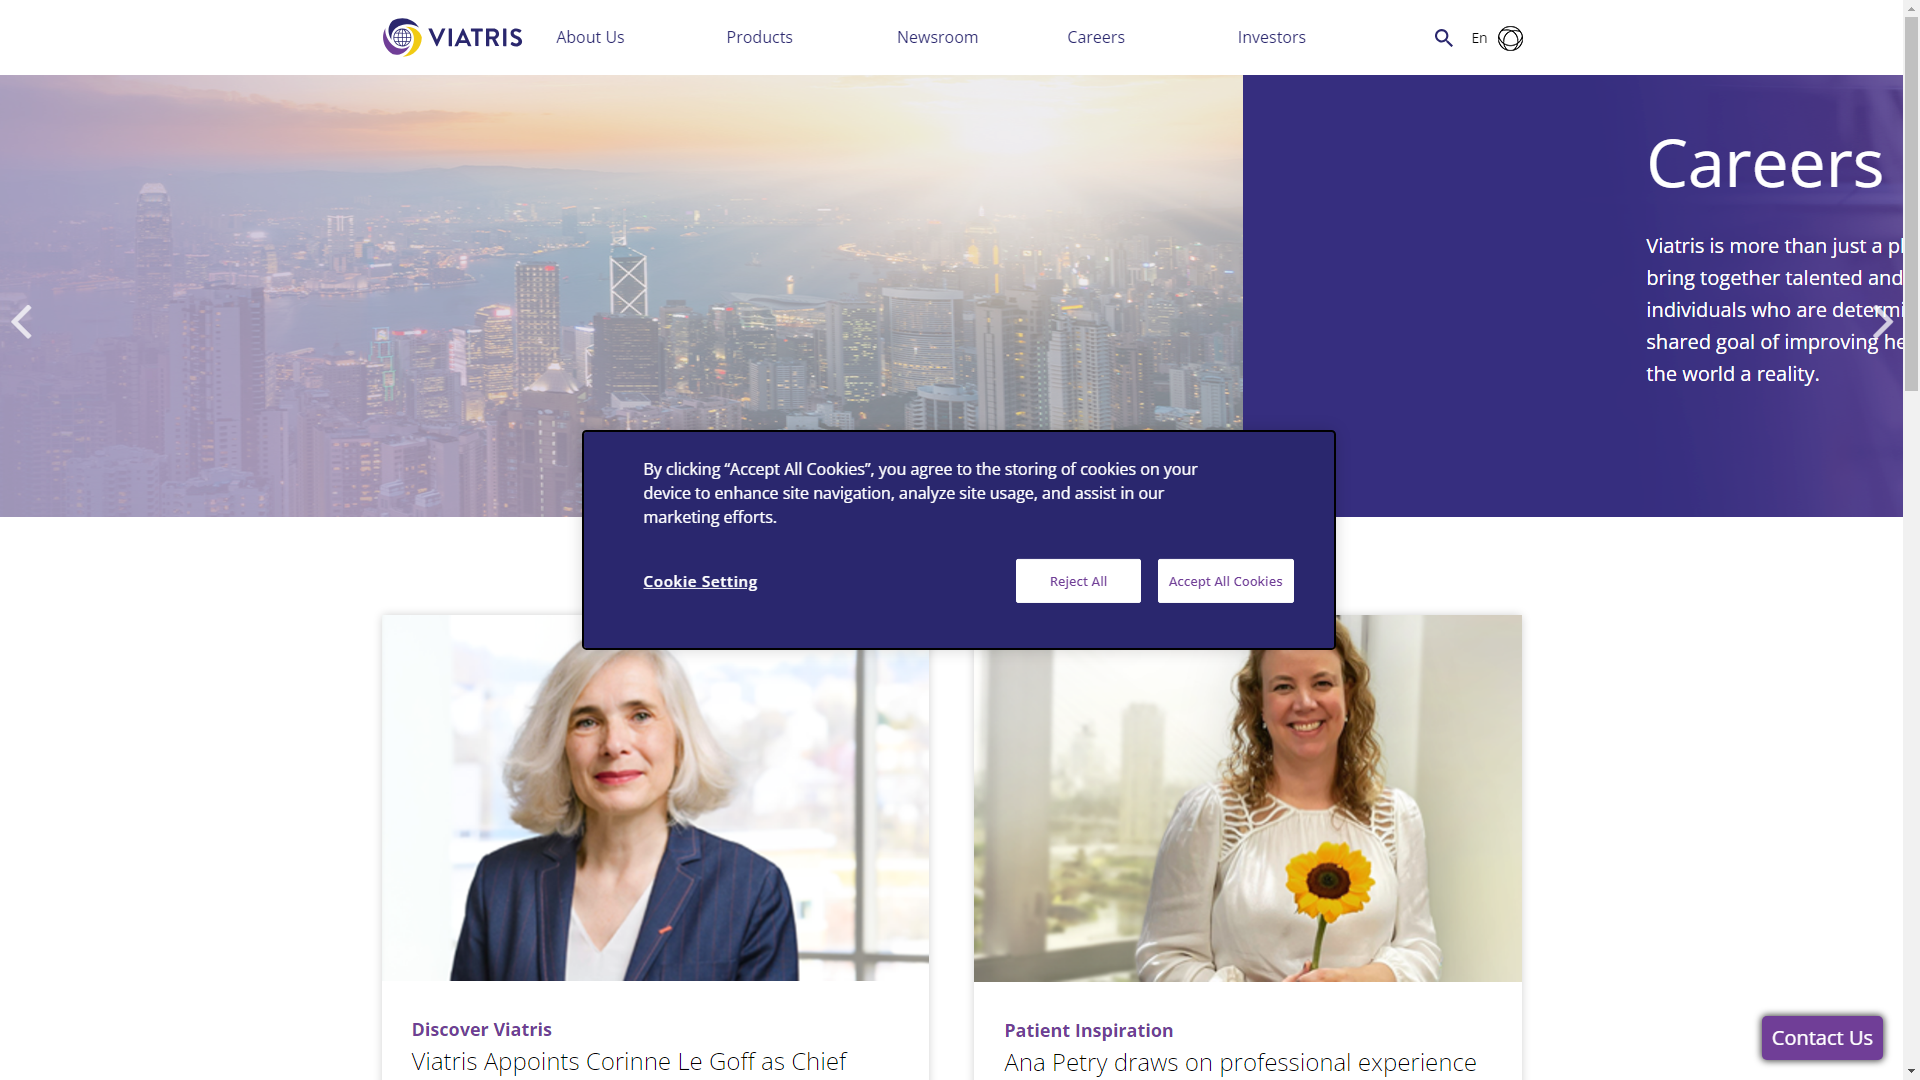 VIATRIS
About Us
Products
Newsroom
Careers
Investors
En
Careers
Viatris is more than just a pl
bring together talented and
individuals who are determi
shared goal of improving he
the world a reality.
By clicking “Accept All Cookies”, you agree to the storing of cookies on your
device to enhance site navigation, analyze site usage, and assist in our
marketing efforts.
Cookie Setting
Reject All
Accept All Cookies
Discover Viatris
Viatris Appoints Corinne Le Goff as Chief
Patient Inspiration
Ana Petry draws on professional experience
Contact Us